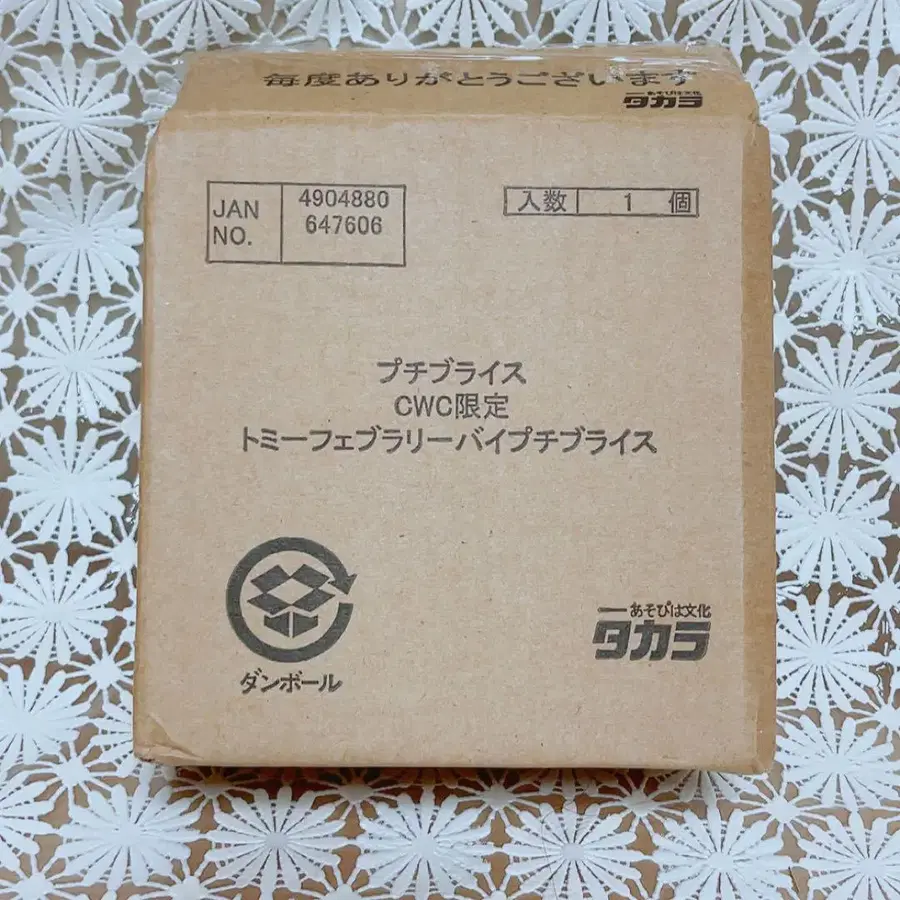 毎度ありがとうございます
あそびは文化
タカラ
JAN NO.
4904880
647606
入数 1 個
プチブライス
CWC限定
トミーフェブラリーバイプチブライス
ダンボール
あそびは文化
タカラ